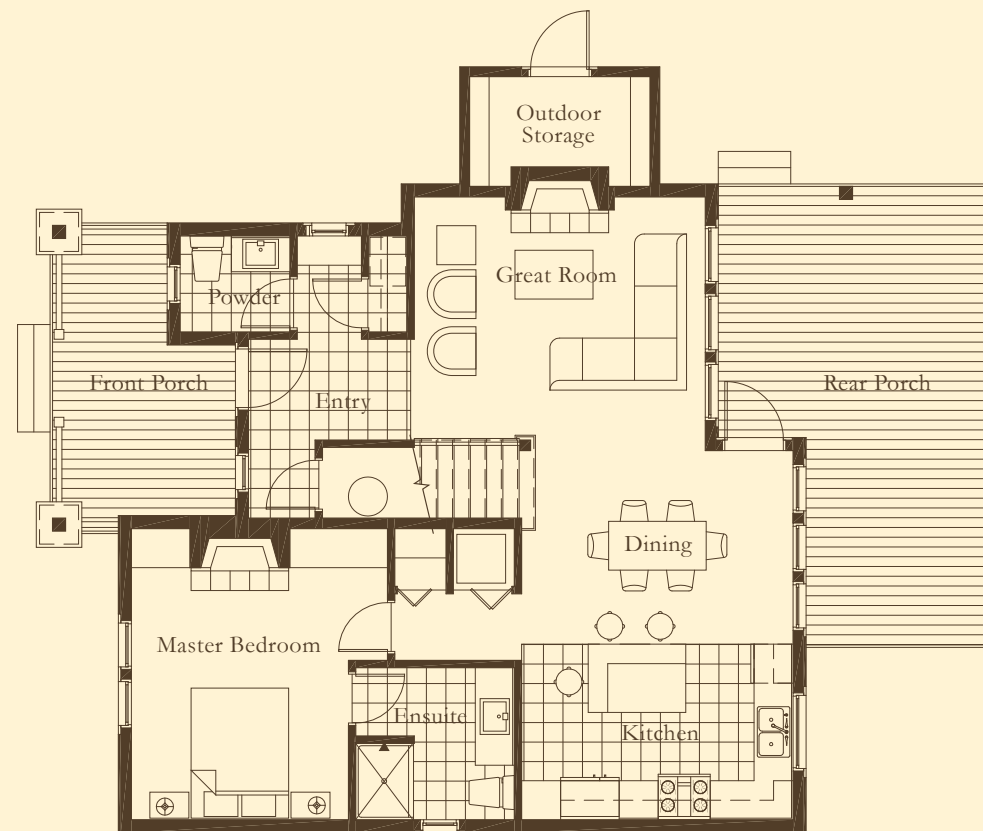 Outdoor
Storage
Great Room
Powder
Front Porch
Rear Porch
Entry
Dining
Master Bedroom
Ensuite
Kitchen